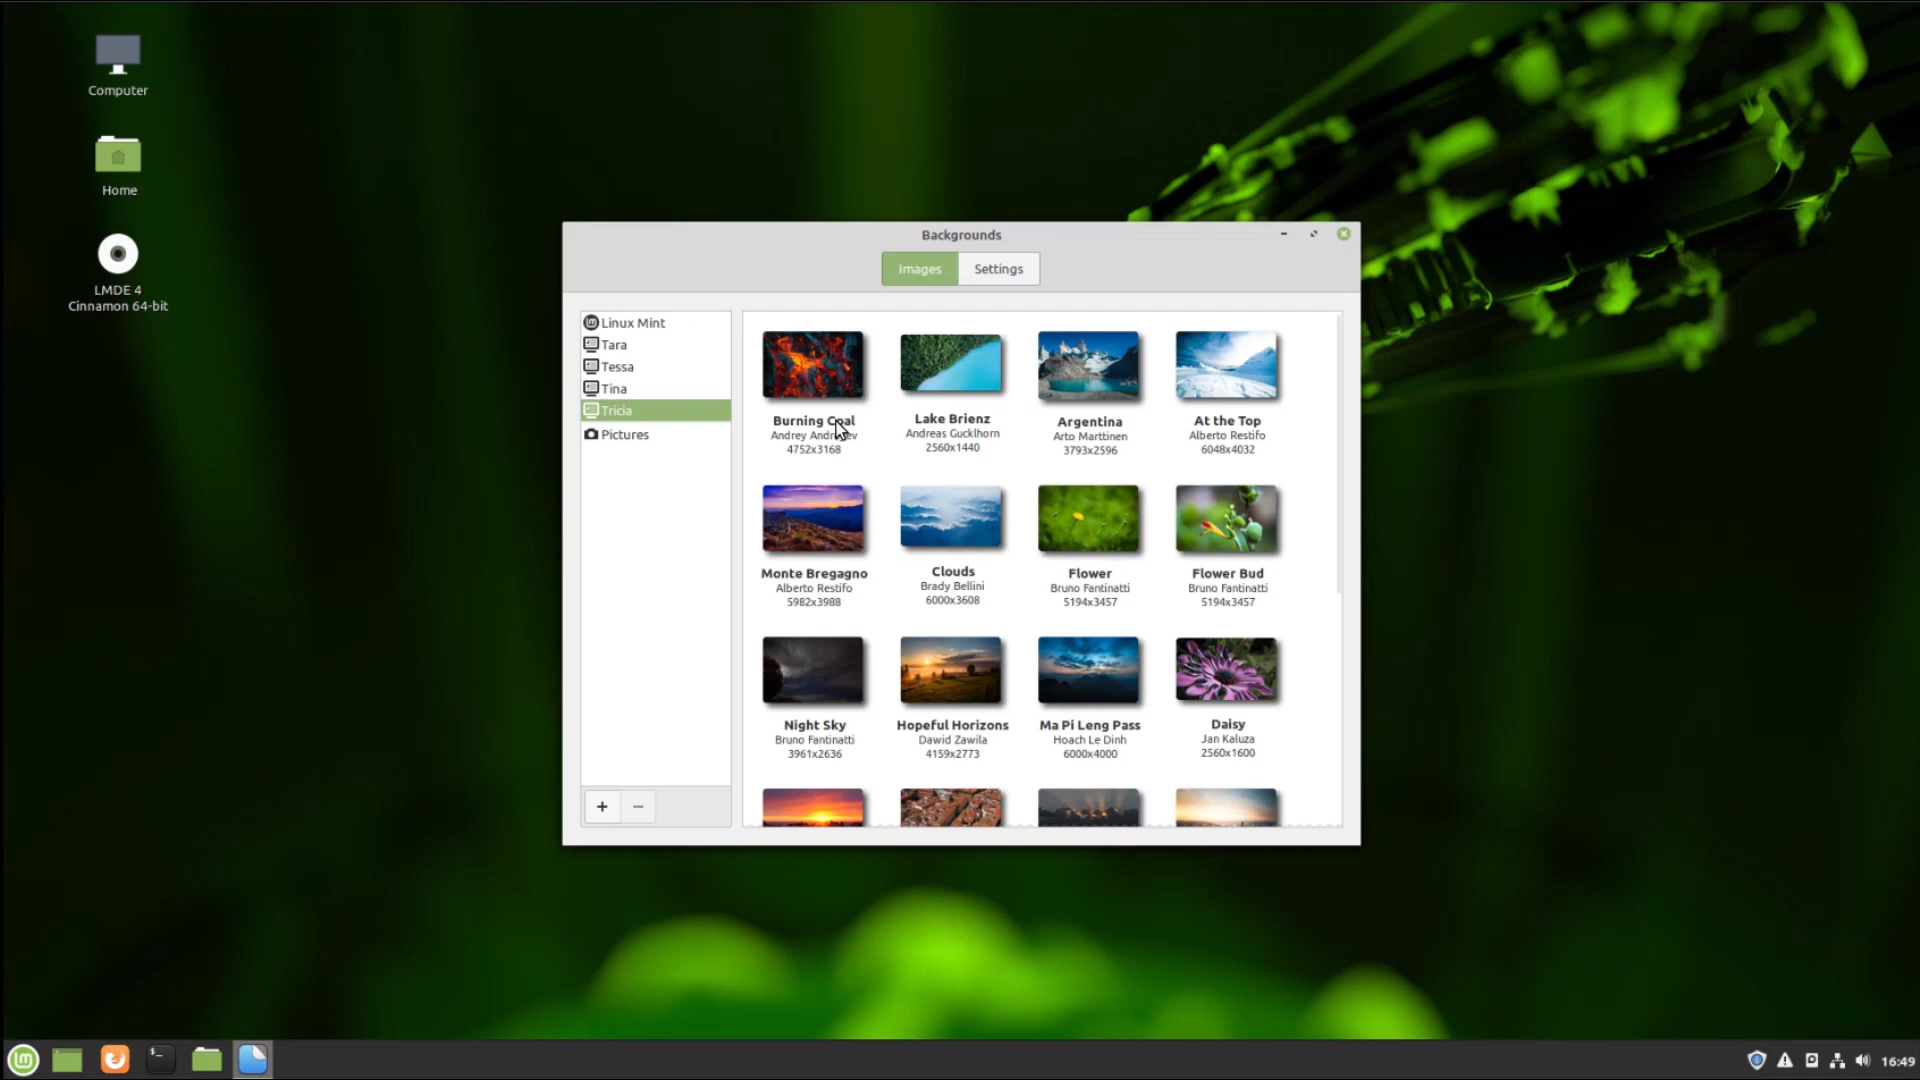 Computer
Home
LMDE 4
Cinnamon 64-bit
Backgrounds
Images
Settings
Linux Mint
Tara
Tessa
Tina
Tricia
Pictures
Burning Coal
Andrey Andreyev
4752x3168
Lake Brienz
Andreas Gucklhorn
2560x1440
Argentina
Arto Marttinen
3793x2596
At the Top
Alberto Restifo
6048x4032
Monte Bregagno
Alberto Restifo
5982x3988
Clouds
Brady Bellini
6000x3608
Flower
Bruno Fantinatti
5194x3457
Flower Bud
Bruno Fantinatti
5194x3457
Night Sky
Bruno Fantinatti
3961x2636
Hopeful Horizons
Dawid Zawila
4159x2773
Ma Pi Leng Pass
Hoach Le Dinh
6000x4000
Daisy
Jan Kaluza
2560x1600
+ −
16:49